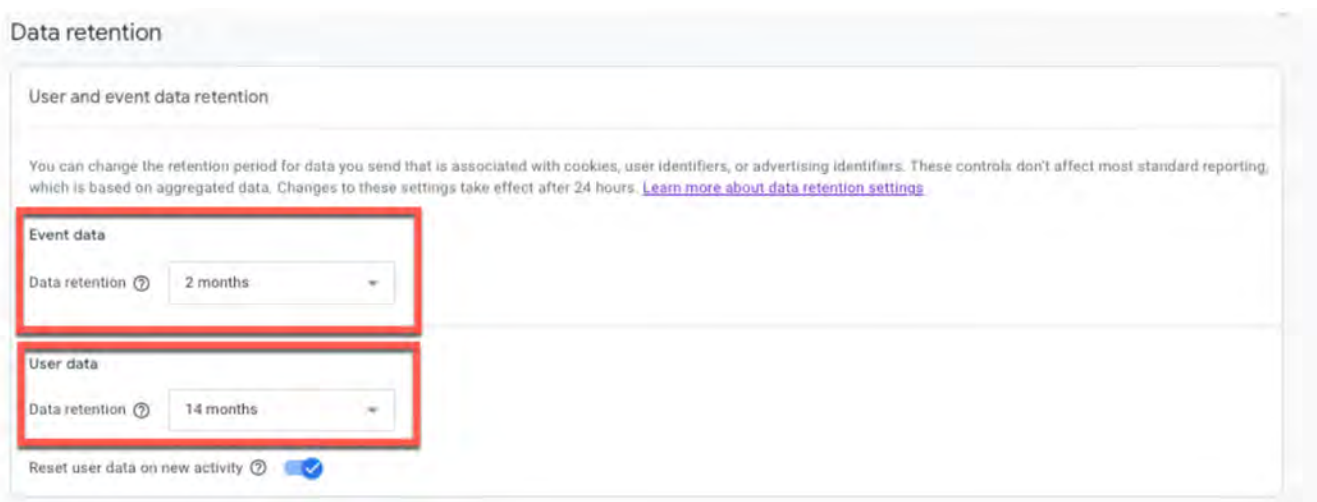 Data retention
User and event data retention
You can change the retention period for data you send that is associated with cookies, user identifiers, or advertising identifiers. These controls don't affect most standard reporting,
which is based on aggregated data. Changes to these settings take effect after 24 hours. Learn more about data retention settings
Event data
Data retention ? 2 months
User data
Data retention ? 14 months
Reset user data on new activity ?